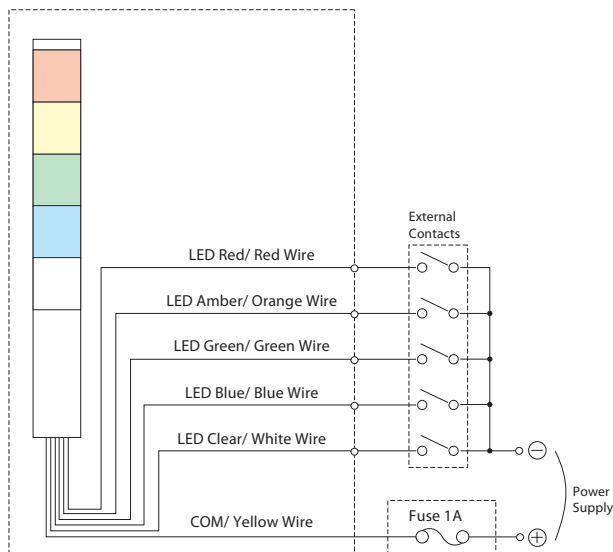 External
Contacts
LED Red/ Red Wire
LED Amber/ Orange Wire
LED Green/ Green Wire
LED Blue/ Blue Wire
LED Clear/ White Wire
−
Power
Supply
COM/ Yellow Wire
Fuse 1A
+